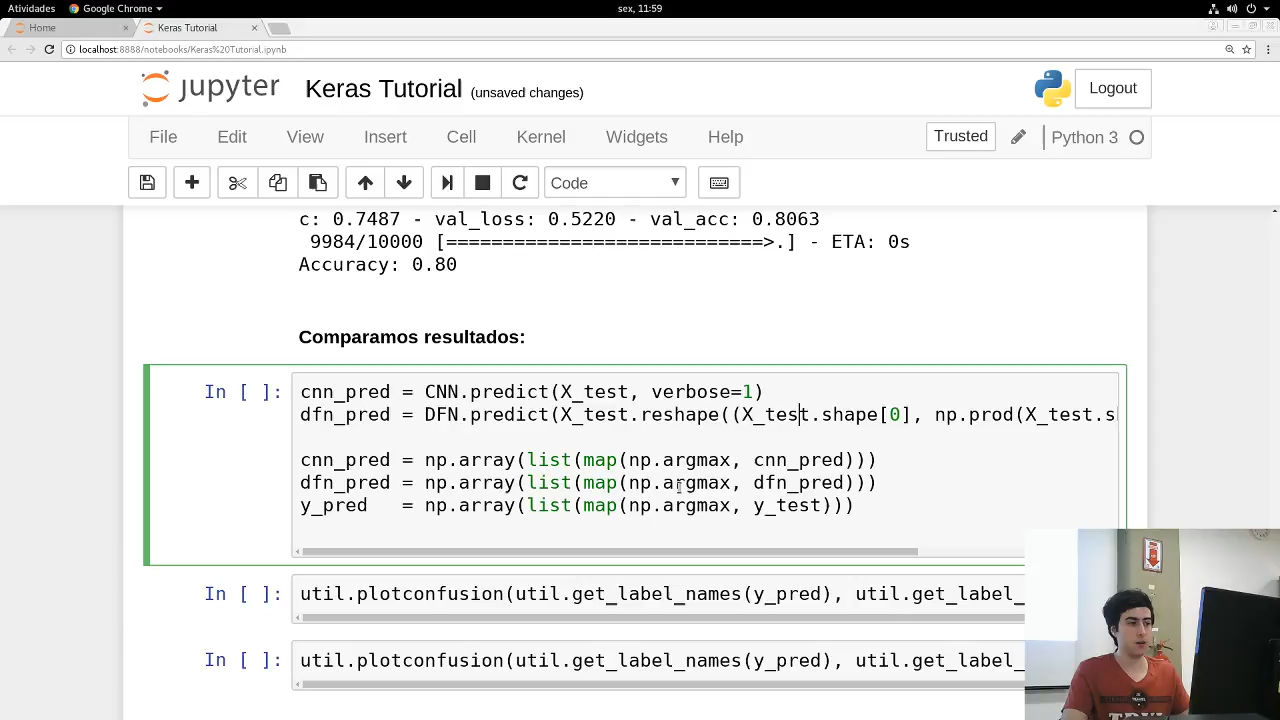 Atividades Google Chrome sex, 11:59
Home × Keras Tutorial ×
localhost:8888/notebooks/Keras%20Tutorial.ipynb
jupyter Keras Tutorial (unsaved changes) Logout
File Edit View Insert Cell Kernel Widgets Help Trusted Python 3
Code
c: 0.7487 - val_loss: 0.5220 - val_acc: 0.8063
9984/10000 [============================>.] - ETA: 0s
Accuracy: 0.80
Comparamos resultados:
In [ ]: cnn_pred = CNN.predict(X_test, verbose=1)
dfn_pred = DFN.predict(X_test.reshape((X_test.shape[0], np.prod(X_test.sh
cnn_pred = np.array(list(map(np.argmax, cnn_pred)))
dfn_pred = np.array(list(map(np.argmax, dfn_pred)))
y_pred = np.array(list(map(np.argmax, y_test)))
In [ ]: util.plotconfusion(util.get_label_names(y_pred), util.get_label_
In [ ]: util.plotconfusion(util.get_label_names(y_pred), util.get_label_